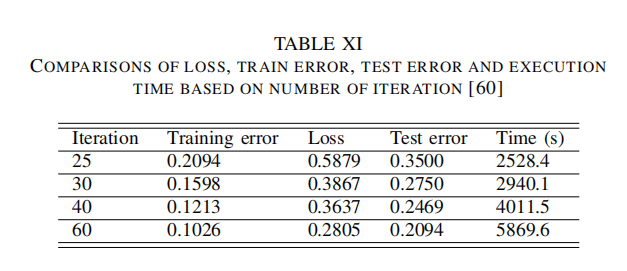 TABLE XI
COMPARISONS OF LOSS, TRAIN ERROR, TEST ERROR AND EXECUTION
TIME BASED ON NUMBER OF ITERATION [60]
Iteration Training error Loss Test error Time (s)
25 0.2094 0.5879 0.3500 2528.4
30 0.1598 0.3867 0.2750 2940.1
40 0.1213 0.3637 0.2469 4011.5
60 0.1026 0.2805 0.2094 5869.6